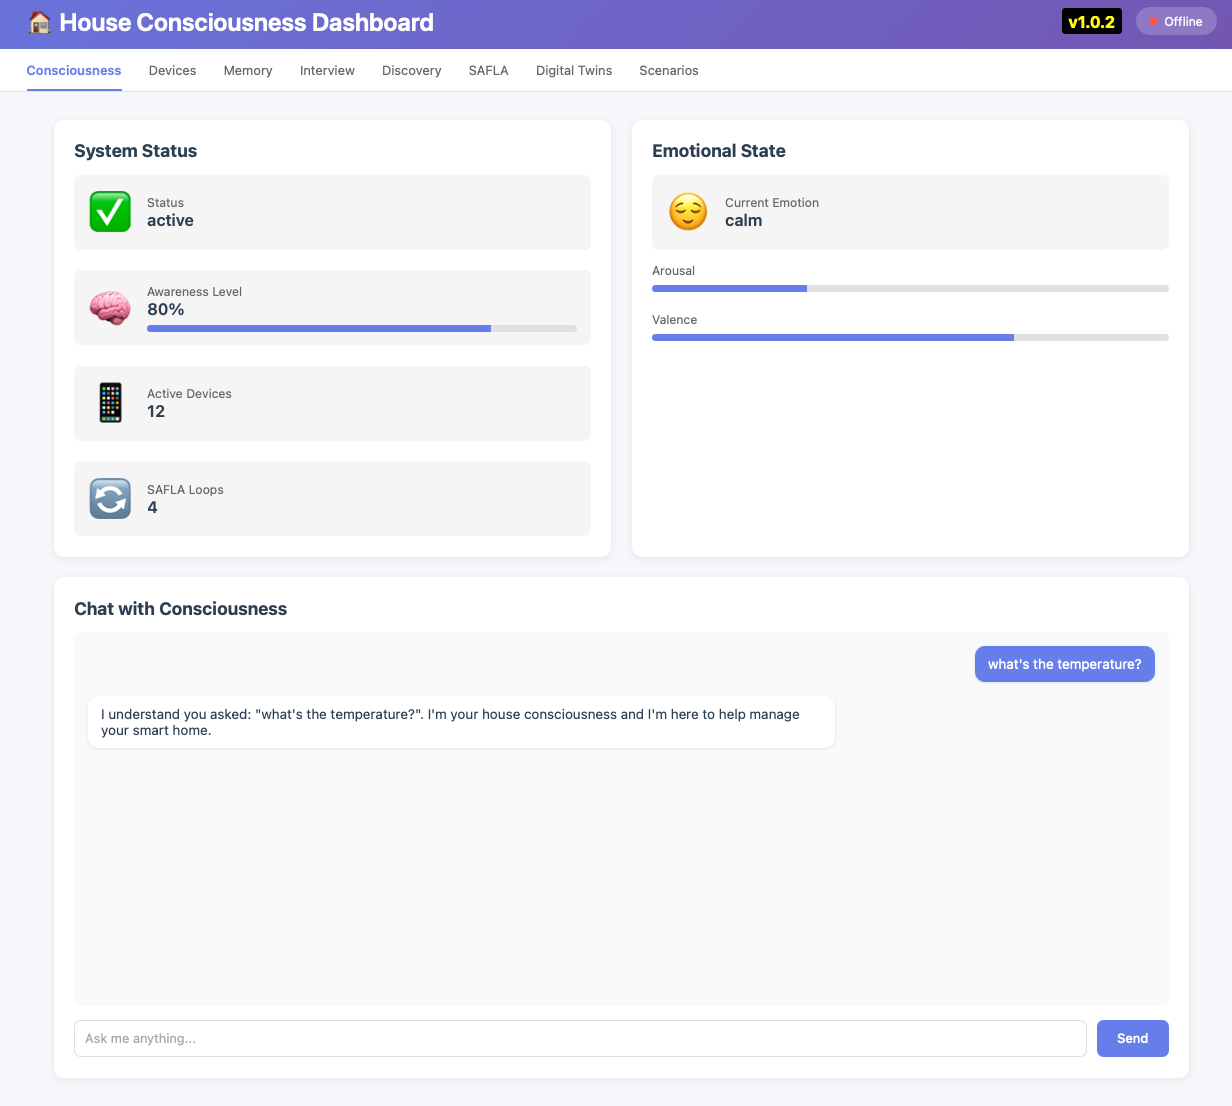 House Consciousness Dashboard
v1.0.2
Offline
Consciousness
Devices
Memory
Interview
Discovery
SAFLA
Digital Twins
Scenarios
System Status
Status
active
Awareness Level
80%
Active Devices
12
SAFLA Loops
4
Emotional State
Current Emotion
calm
Arousal
Valence
Chat with Consciousness
what's the temperature?
I understand you asked: "what's the temperature?". I'm your house consciousness and I'm here to help manage
your smart home.
Ask me anything...
Send